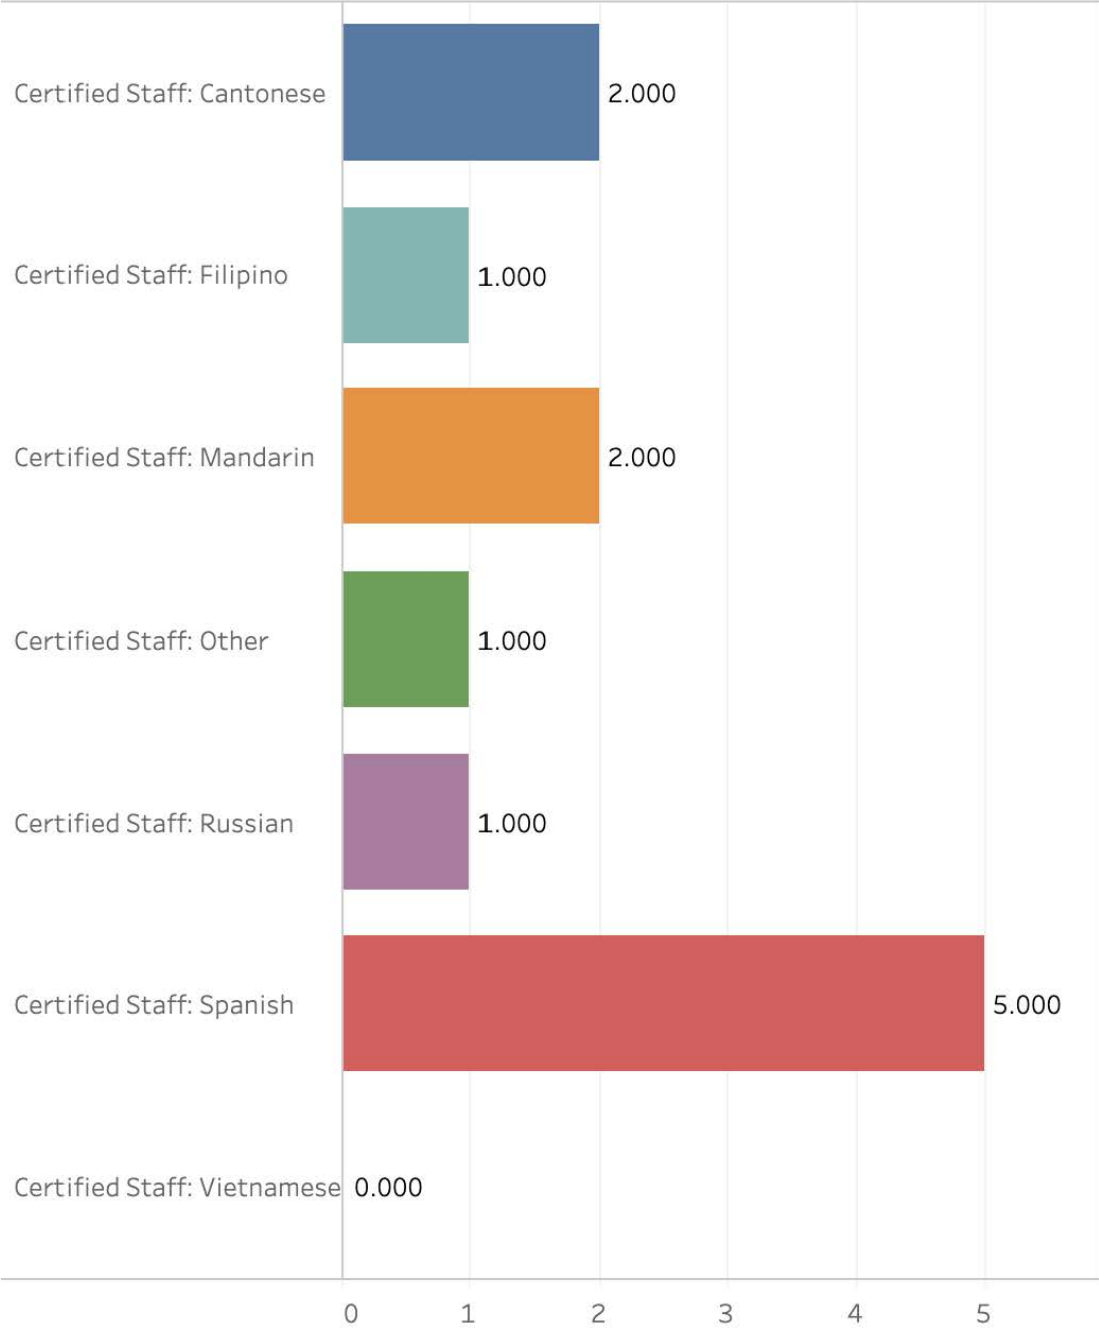 Certified Staff: Cantonese 2.000
Certified Staff: Filipino 1.000
Certified Staff: Mandarin 2.000
Certified Staff: Other 1.000
Certified Staff: Russian 1.000
Certified Staff: Spanish 5.000
Certified Staff: Vietnamese 0.000
0 1 2 3 4 5